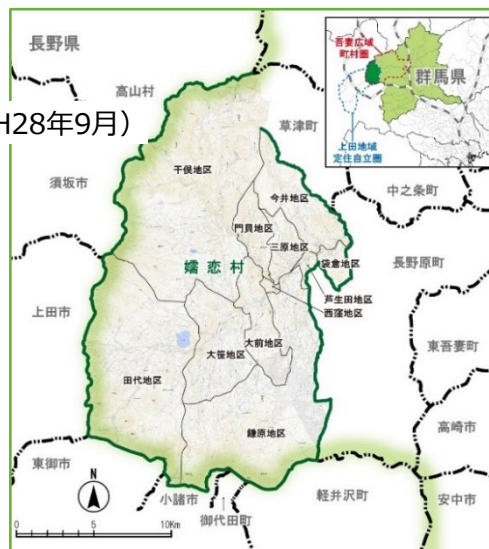 長野県
高山村
H28年9月）
草津町
吾妻広域
町村圏
群馬県
上田地域
定住自立圏
須坂市
中之条町
干俣地区
今井地区
門貝地区
三原地区
袋倉地区
長野原町
嬬恋村
芦生田地区
西窪地区
上田市
大前地区
大笹地区
東吾妻町
田代地区
鎌原地区
高崎市
東御市
N
小諸市
軽井沢町
安中市
御代田町
0 5 10Km